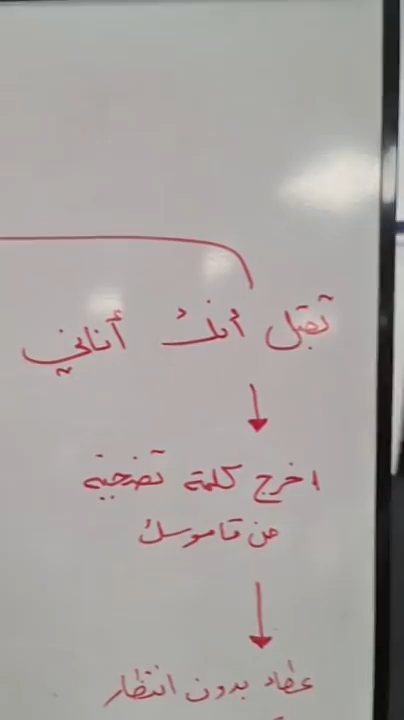 تقبل أنك أناني
اخرج كلمة تضحية
من قاموسك
عطاء بدون انتظار